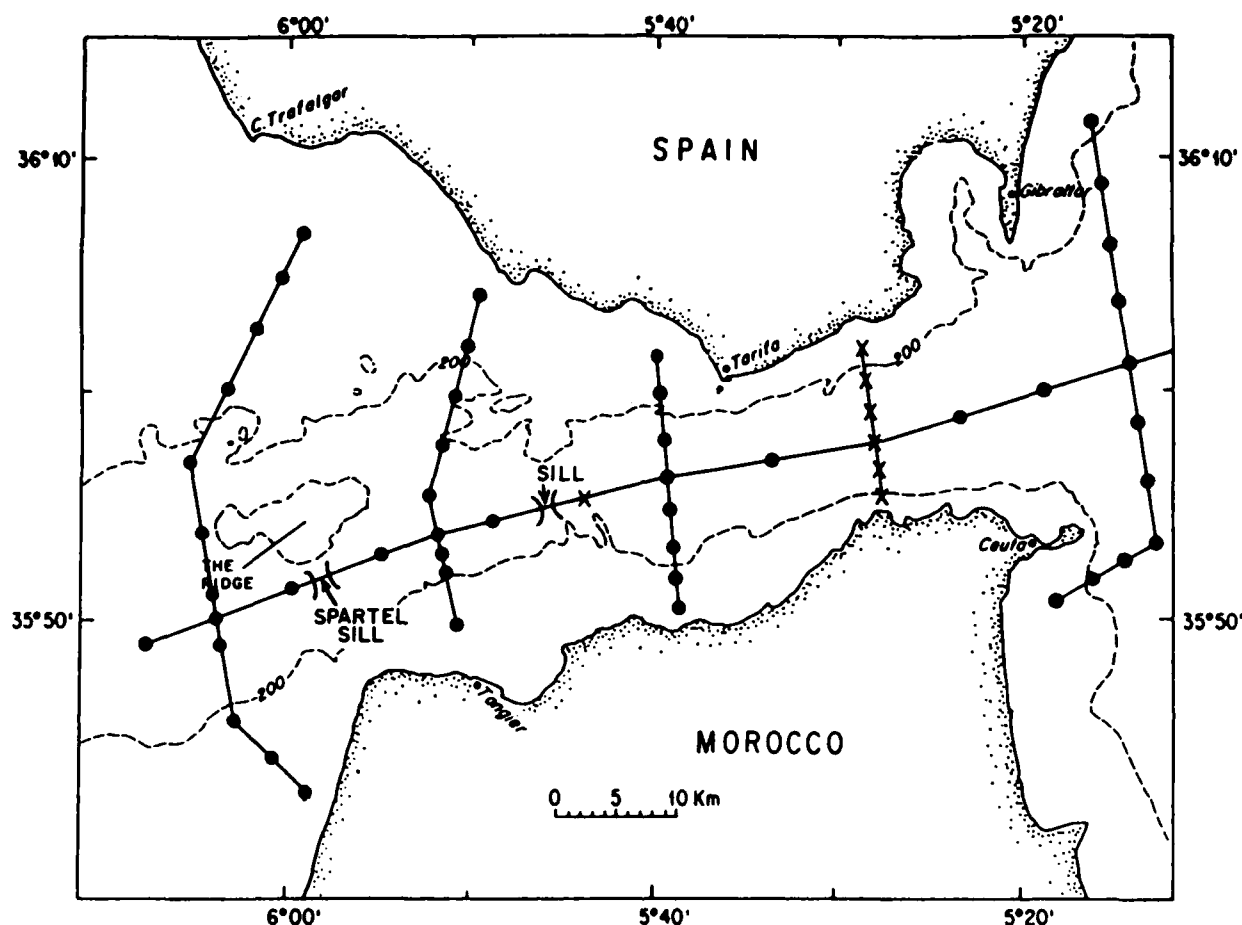 6°00' 5°40' 5°20'
C. Trafalgar
36°10' SPAIN 36°10'
Gibraltar
Tarifa
200
200
SILL
Ceuta
THE
RIDGE
SPARTEL
SILL
35°50' 35°50'
200
Tangier
MOROCCO
0 5 10 Km
6°00' 5°40' 5°20'